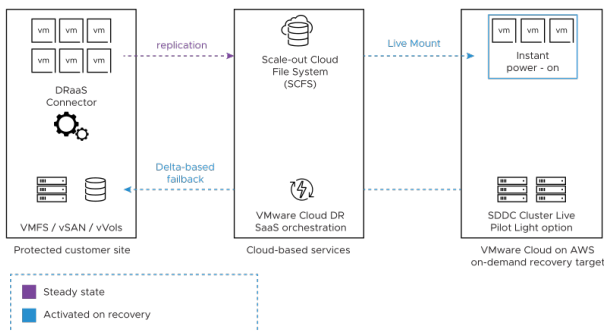 vm vm vm
vm vm vm
DRaaS
Connector
VMFS / vSAN / vVols
Protected customer site
replication
Delta-based
failback
Scale-out Cloud
File System
(SCFS)
VMware Cloud DR
SaaS orchestration
Cloud-based services
Live Mount
vm vm vm
Instant
power - on
SDDC Cluster Live
Pilot Light option
VMware Cloud on AWS
on-demand recovery target
Steady state
Activated on recovery